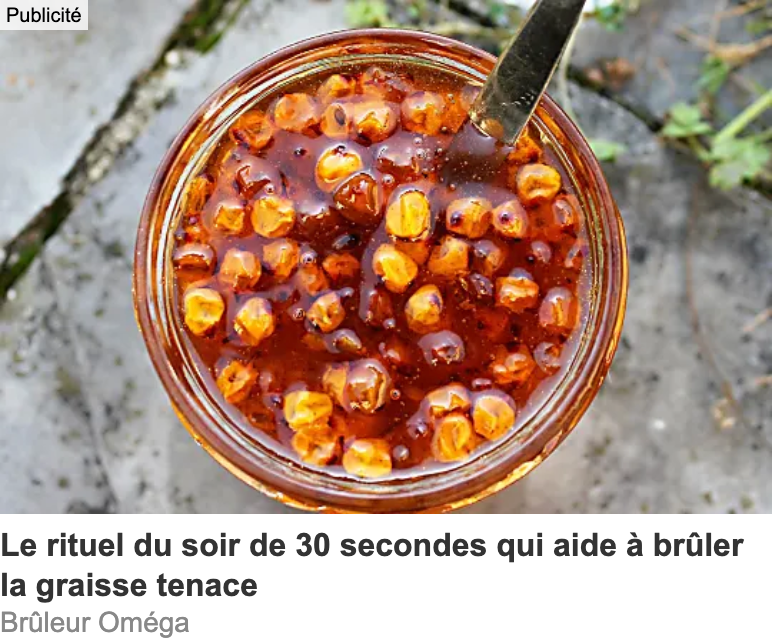 Publicité
Le rituel du soir de 30 secondes qui aide à brûler
la graisse tenace
Brûleur Oméga